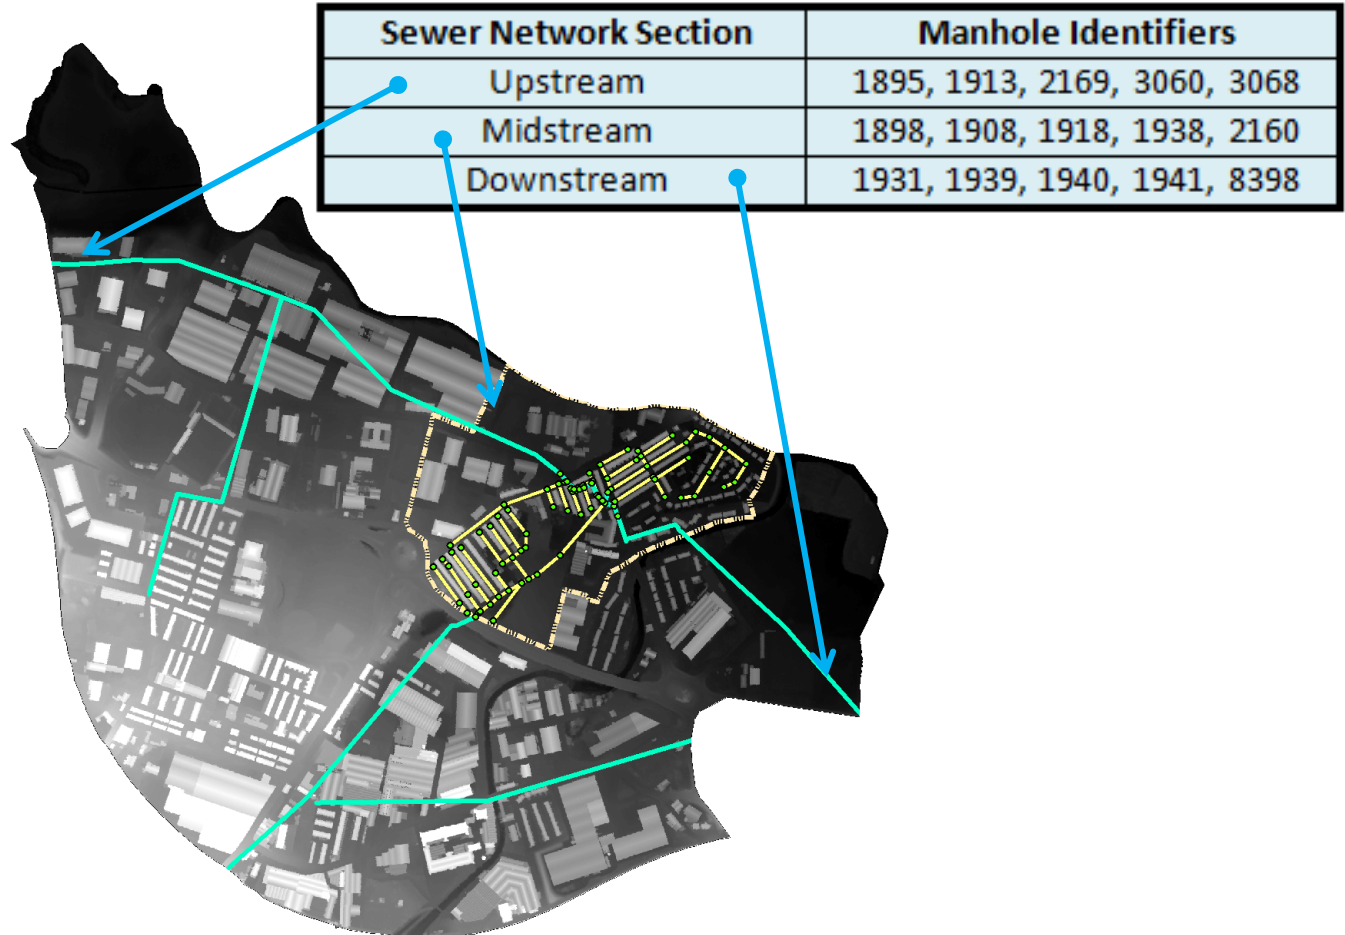 Sewer Network Section Manhole Identifiers
Upstream 1895, 1913, 2169, 3060, 3068
Midstream 1898, 1908, 1918, 1938, 2160
Downstream 1931, 1939, 1940, 1941, 8398